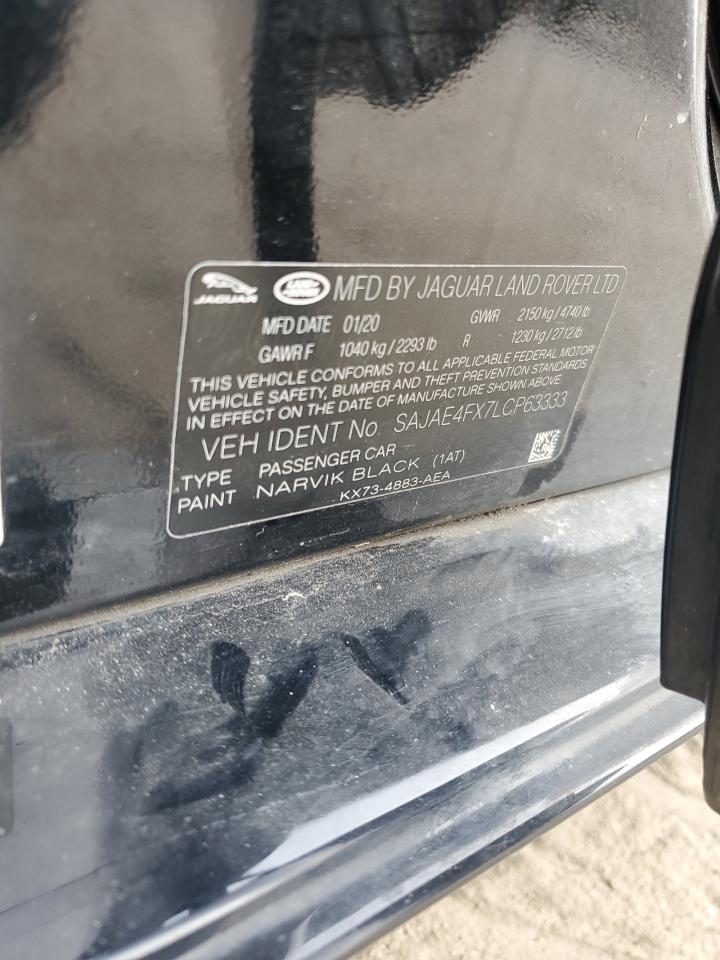 JAGUAR LAND ROVER MFD BY JAGUAR LAND ROVER LTD
MFD DATE 01/20 GVWR 2150 kg / 4740 lb
GAWR F 1040 kg / 2293 lb R 1230 kg / 2712 lb
THIS VEHICLE CONFORMS TO ALL APPLICABLE FEDERAL MOTOR
VEHICLE SAFETY, BUMPER AND THEFT PREVENTION STANDARDS
IN EFFECT ON THE DATE OF MANUFACTURE SHOWN ABOVE
VEH IDENT No. SAJAE4FX7LCP63333
TYPE PASSENGER CAR
PAINT NARVIK BLACK (1AT)
KX73-4883-AEA